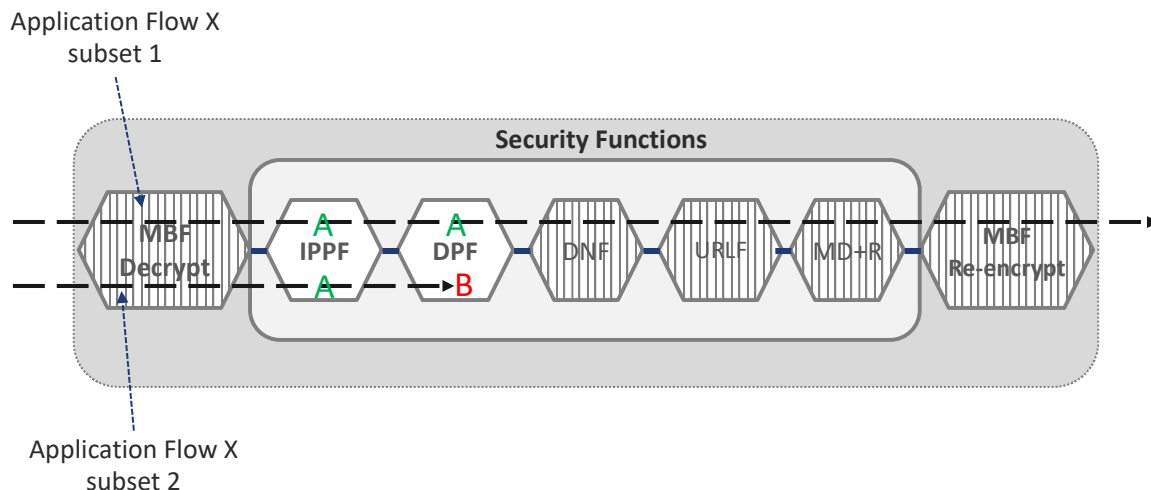 Application Flow X
subset 1
Security Functions
MBF
Decrypt
A
IPPF
A
A
DPF
B
DNF
URLF
MD+R
MBF
Re-encrypt
Application Flow X
subset 2